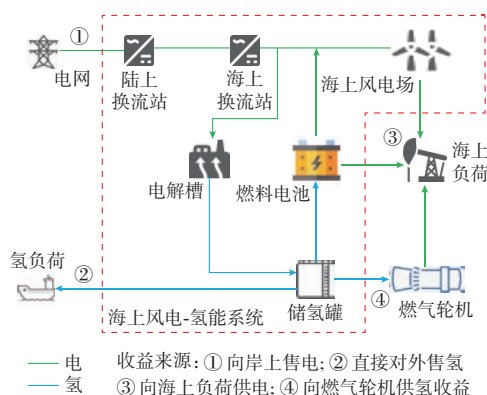 ①
电网
陆上
换流站
海上
换流站
海上风电场
③
海上
负荷
电解槽
燃料电池
氢负荷
②
储氢罐
④
燃气轮机
海上风电-氢能系统
电
氢
收益来源: ① 向岸上售电; ② 直接对外售氢
③ 向海上负荷供电; ④ 向燃气轮机供氢收益